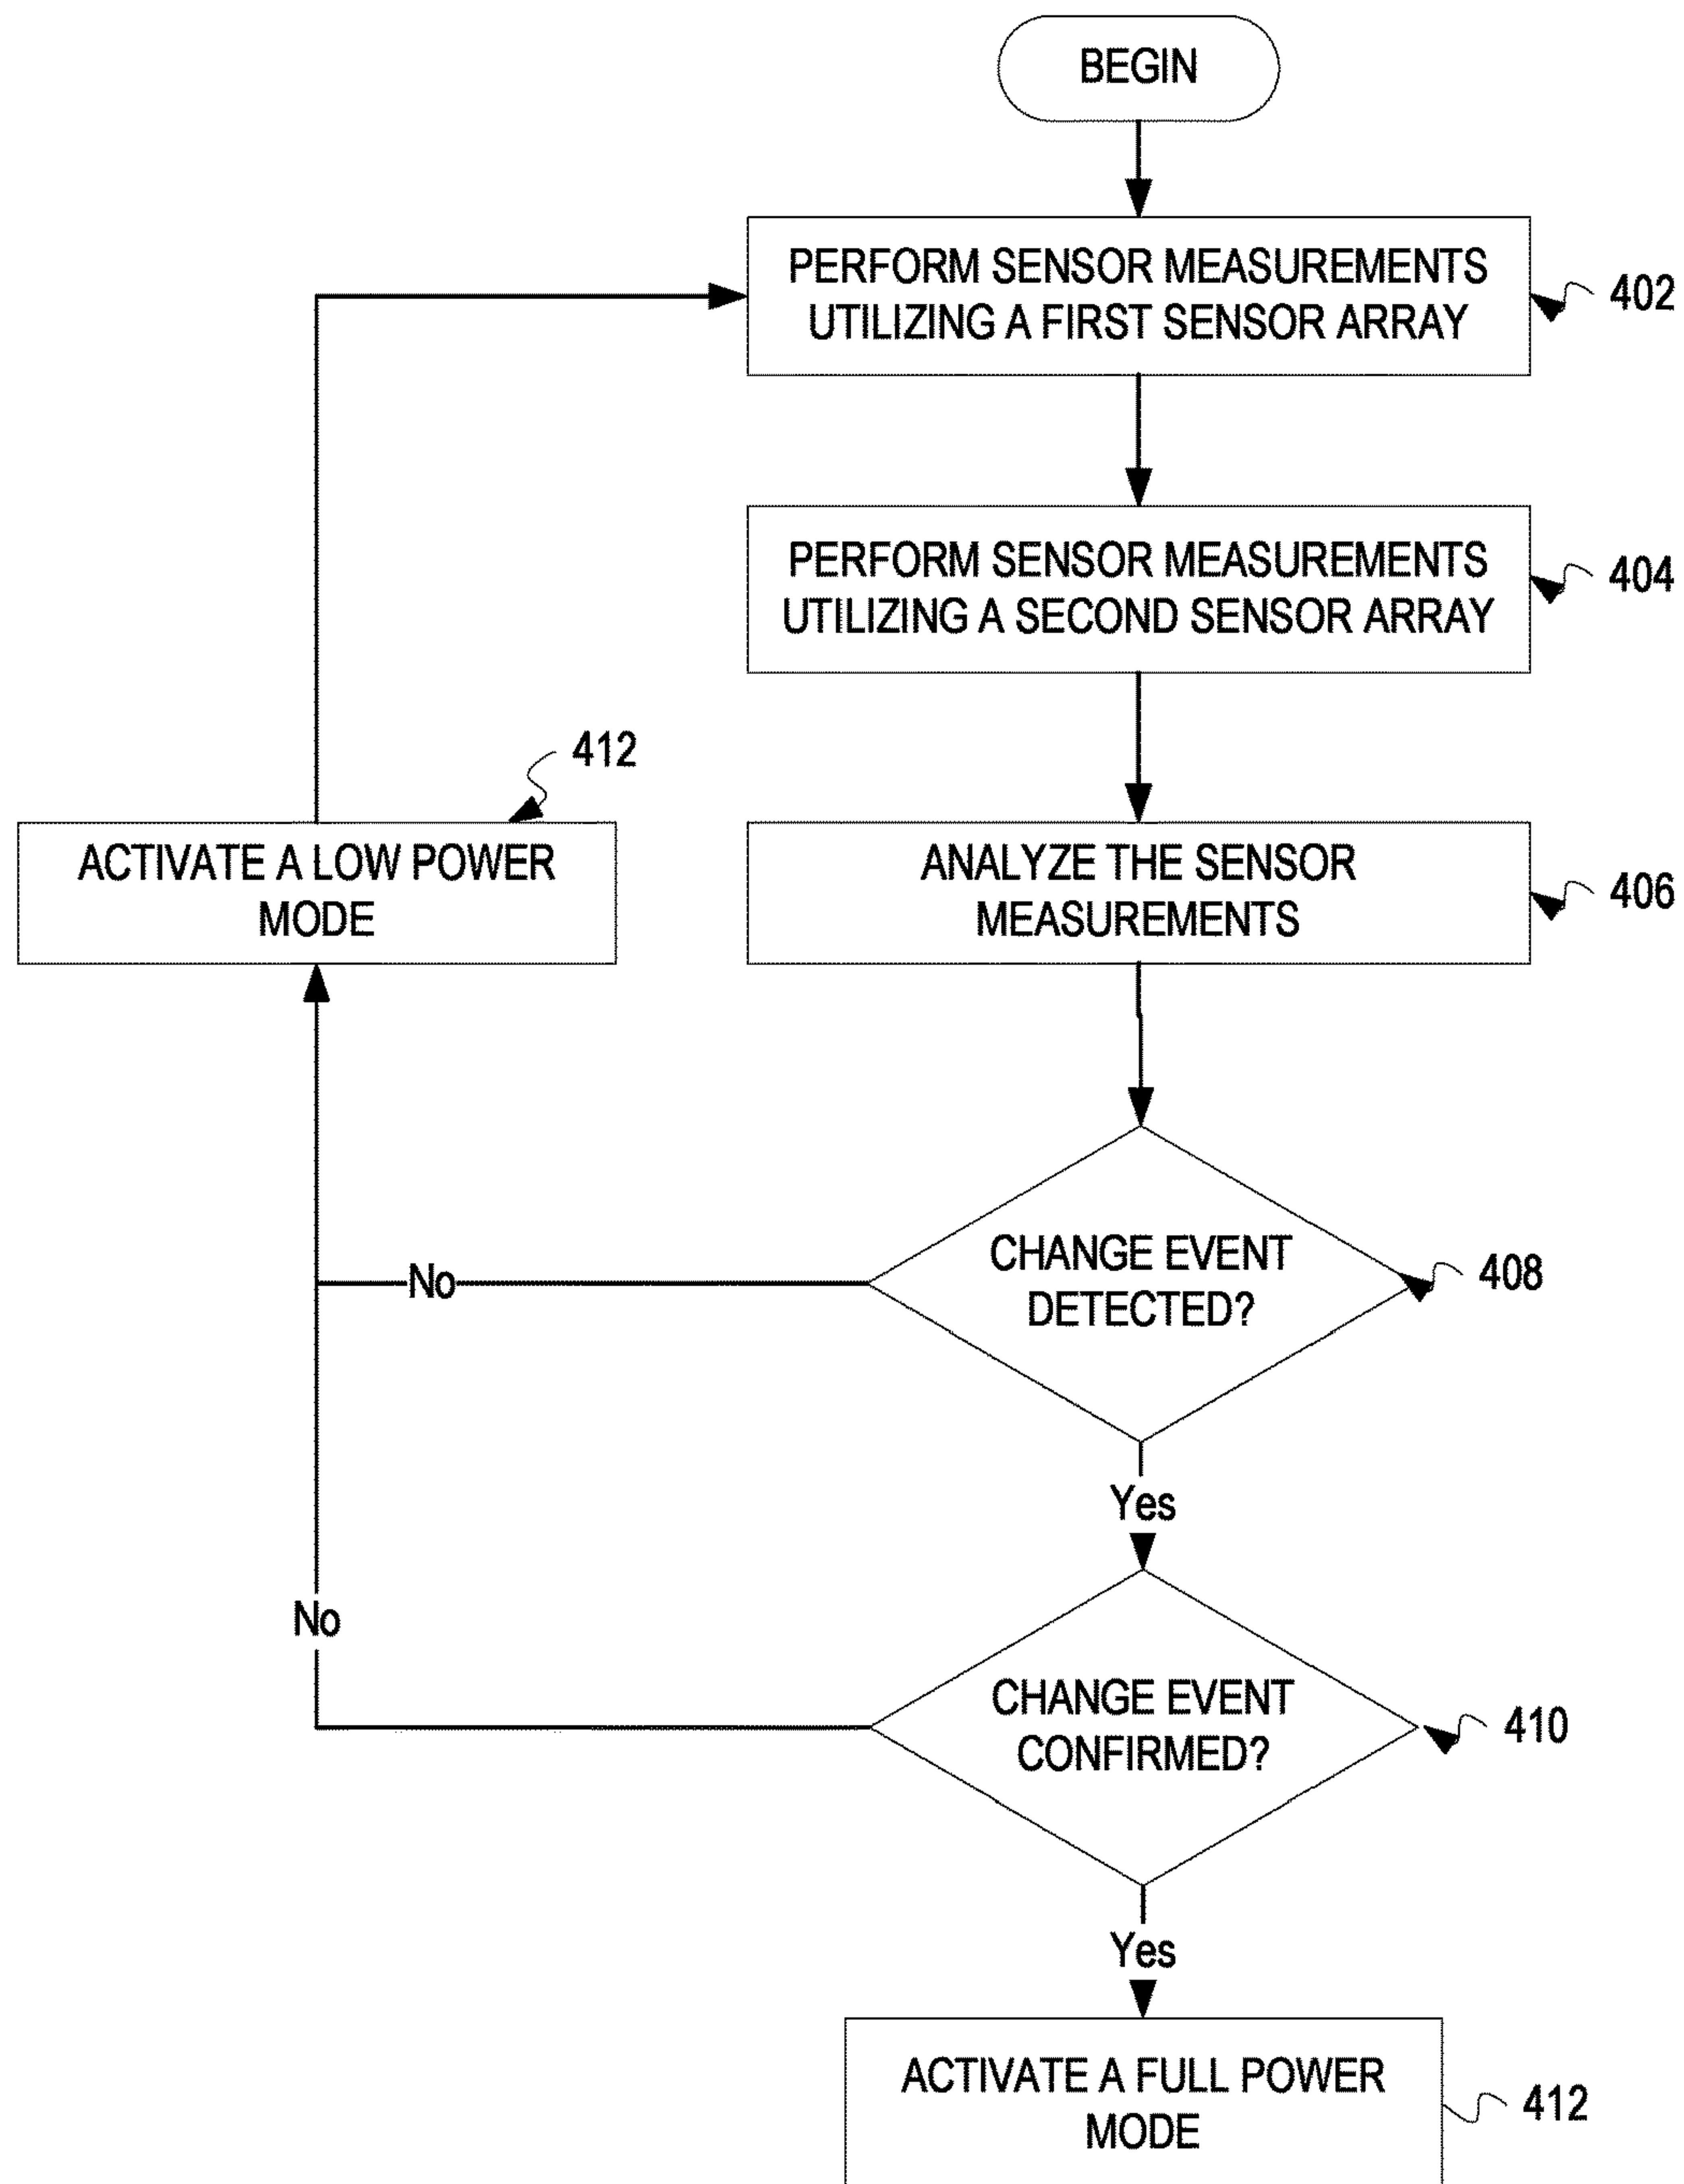 BEGIN
PERFORM SENSOR MEASUREMENTS
UTILIZING A FIRST SENSOR ARRAY
402
PERFORM SENSOR MEASUREMENTS
UTILIZING A SECOND SENSOR ARRAY
404
412
ACTIVATE A LOW POWER
MODE
ANALYZE THE SENSOR
MEASUREMENTS
406
CHANGE EVENT
DETECTED?
408
No
Yes
No
CHANGE EVENT
CONFIRMED?
410
Yes
ACTIVATE A FULL POWER
MODE
412